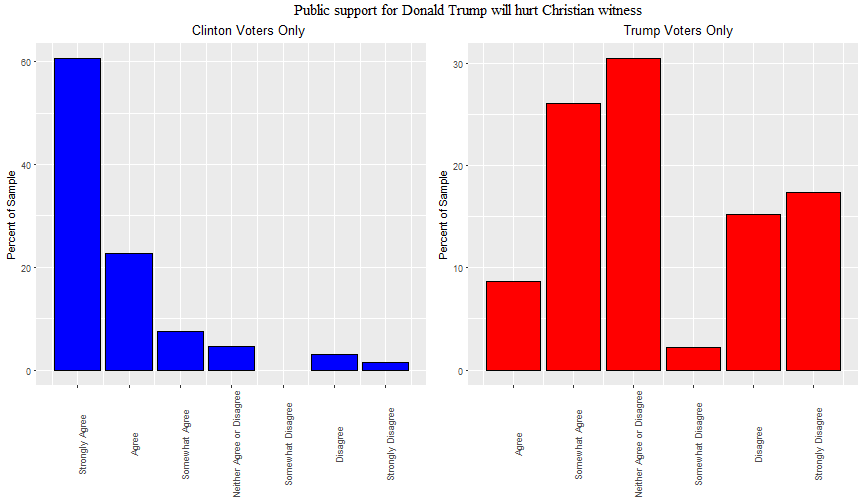 Public support for Donald Trump will hurt Christian witness
Clinton Voters Only
Percent of Sample
60
40
20
0
Strongly Agree
Agree
Somewhat Agree
Neither Agree or Disagree
Somewhat Disagree
Disagree
Strongly Disagree
Trump Voters Only
Percent of Sample
30
20
10
0
Agree
Somewhat Agree
Neither Agree or Disagree
Somewhat Disagree
Disagree
Strongly Disagree